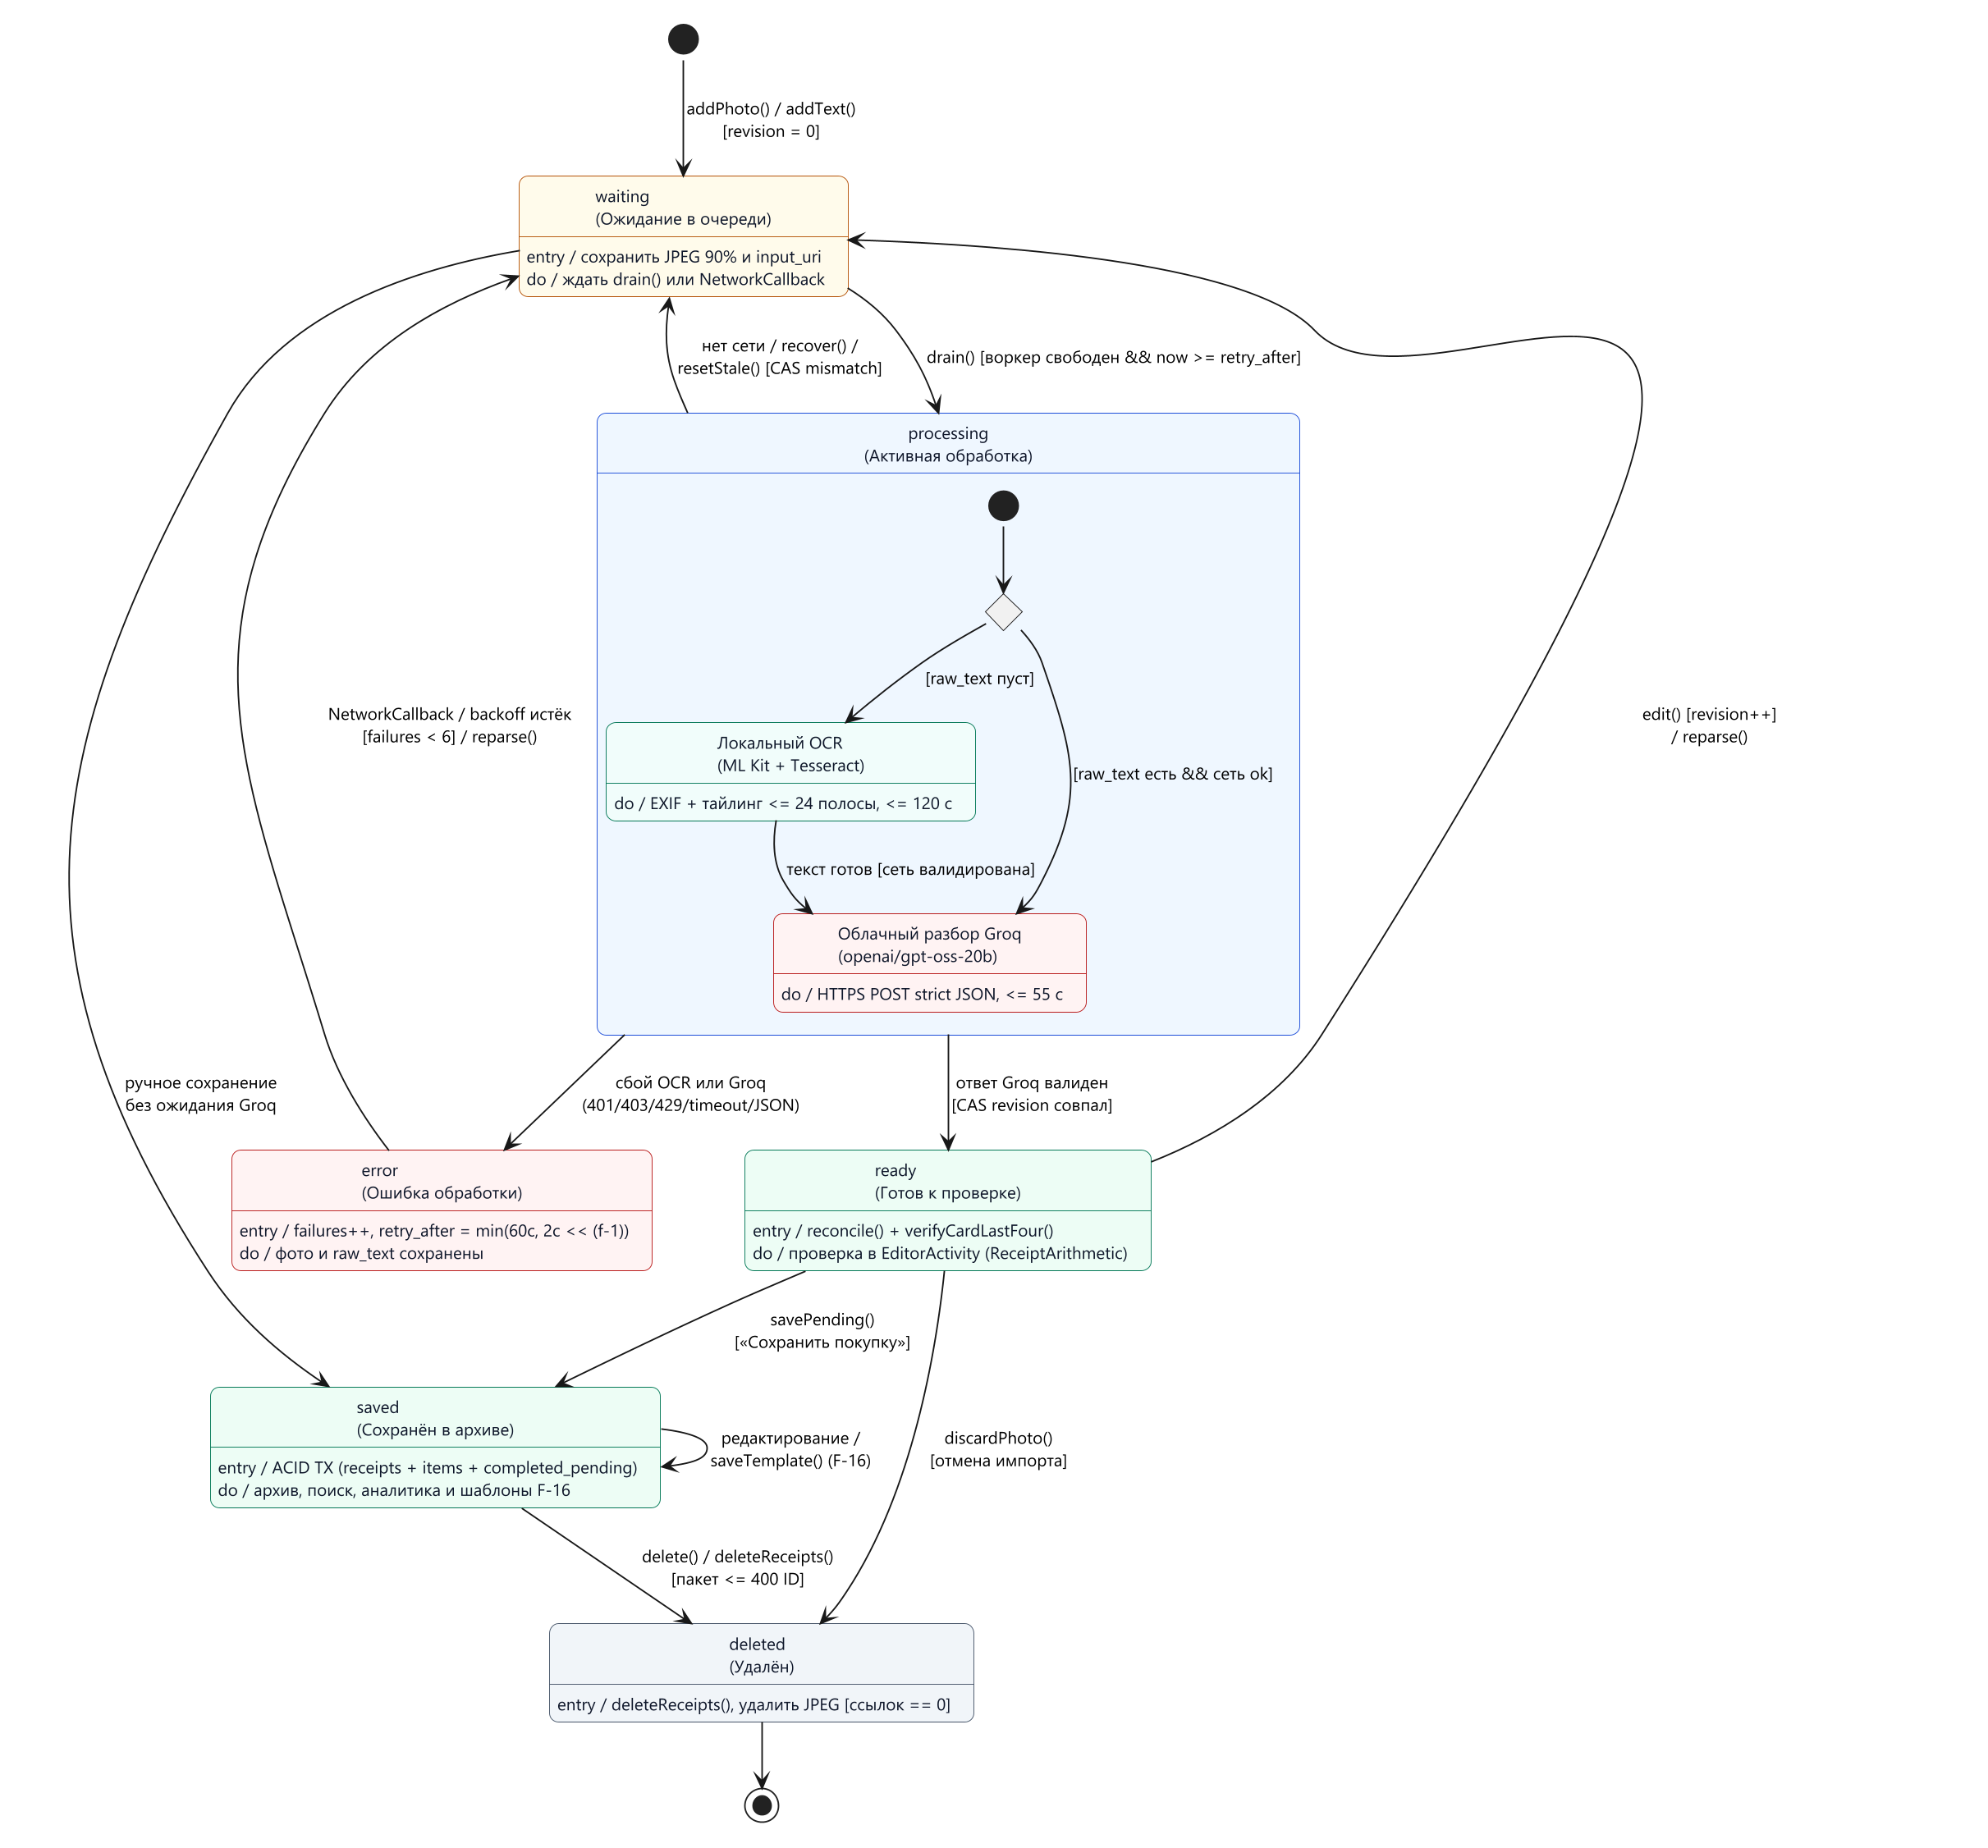 addPhoto() / addText()
[revision = 0]
waiting
(Ожидание в очереди)
entry / сохранить JPEG 90% и input_uri
do / ждать drain() или NetworkCallback
нет сети / recover() /
resetStale() [CAS mismatch]
drain() [воркер свободен && now >= retry_after]
processing
(Активная обработка)
[raw_text пуст]
Локальный OCR
(ML Kit + Tesseract)
do / EXIF + тайлинг <= 24 полосы, <= 120 с
[raw_text есть && сеть ok]
текст готов [сеть валидирована]
Облачный разбор Groq
(openai/gpt-oss-20b)
do / HTTPS POST strict JSON, <= 55 с
NetworkCallback / backoff истёк
[failures < 6] / reparse()
edit() [revision++]
/ reparse()
ручное сохранение
без ожидания Groq
сбой OCR или Groq
(401/403/429/timeout/JSON)
ответ Groq валиден
[CAS revision совпал]
error
(Ошибка обработки)
entry / failures++, retry_after = min(60с, 2с << (f-1))
do / фото и raw_text сохранены
ready
(Готов к проверке)
entry / reconcile() + verifyCardLastFour()
do / проверка в EditorActivity (ReceiptArithmetic)
savePending()
[«Сохранить покупку»]
saved
(Сохранён в архиве)
entry / ACID TX (receipts + items + completed_pending)
do / архив, поиск, аналитика и шаблоны F-16
редактирование /
saveTemplate() (F-16)
discardPhoto()
[отмена импорта]
delete() / deleteReceipts()
[пакет <= 400 ID]
deleted
(Удалён)
entry / deleteReceipts(), удалить JPEG [ссылок == 0]